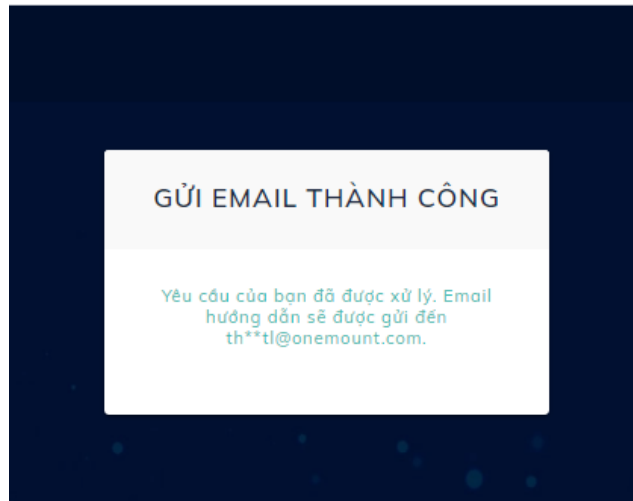 GỬI EMAIL THÀNH CÔNG
Yêu cầu của bạn đã được xử lý. Email
hướng dẫn sẽ được gửi đến
th**tl@onemount.com.